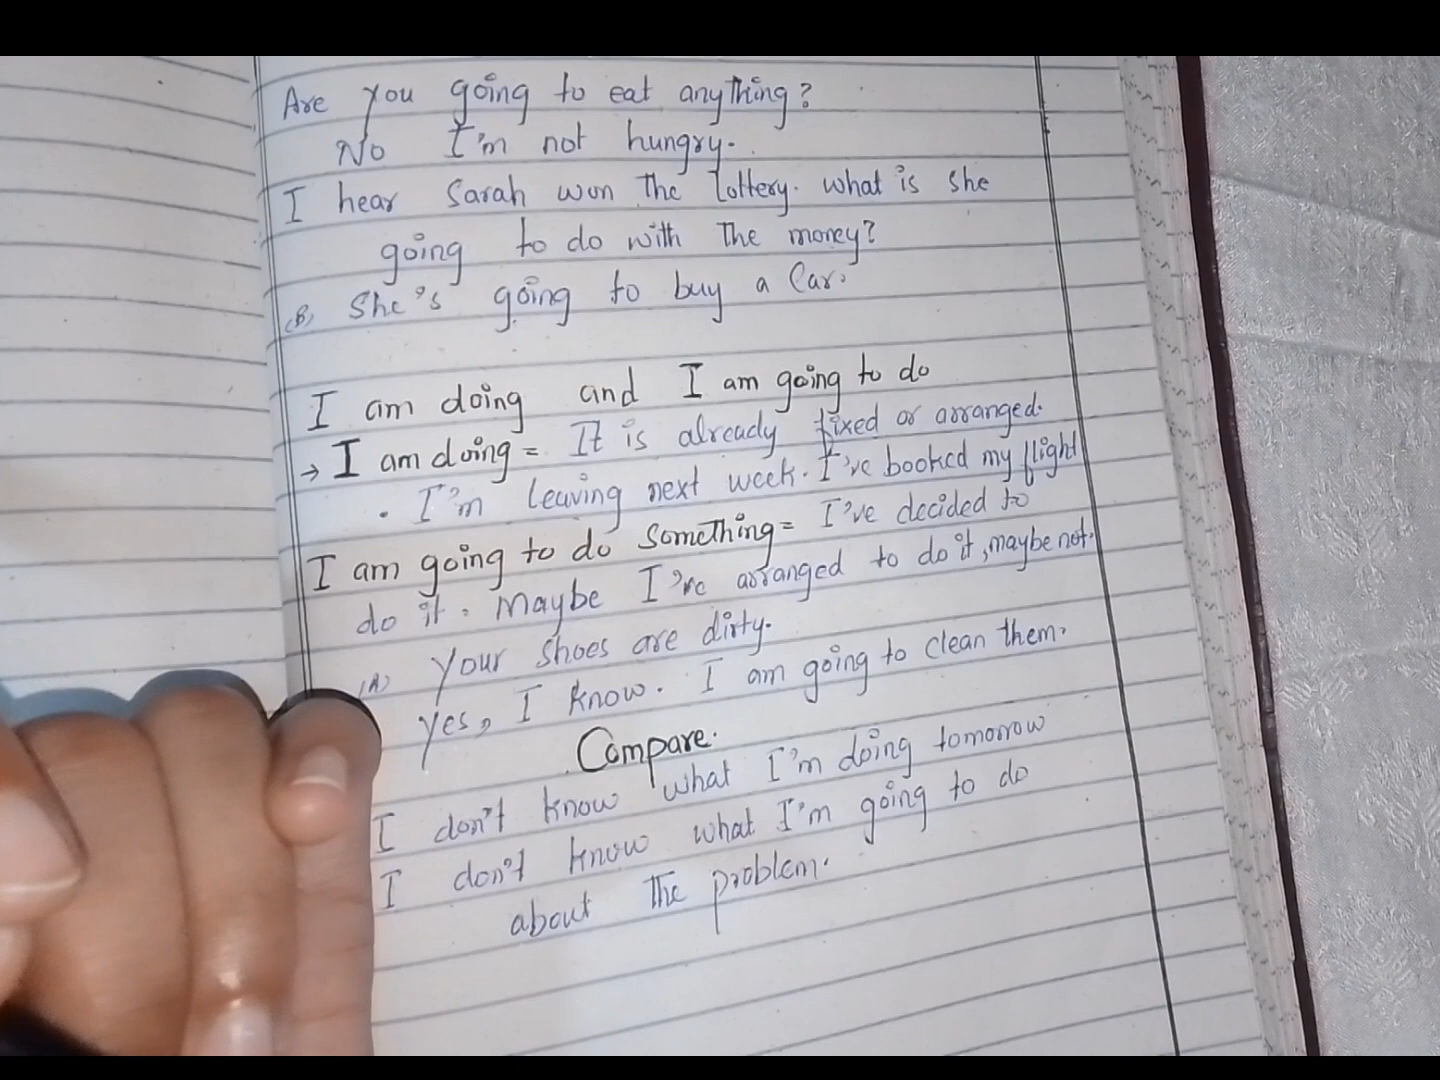 Are you going to eat anything?
No I'm not hungry.
I hear Sarah won the lottery. what is she
going to do with the money?
(B) She's going to buy a Car.
I am doing and I am going to do
→ I am doing = It is already fixed or arranged.
• I'm leaving next week. I've booked my flight
I am going to do something = I've decided to
do it. Maybe I've arranged to do it, maybe not.
(A) Your shoes are dirty.
yes, I know. I am going to clean them.
Compare.
I don't know what I'm doing tomorrow
I don't know what I'm going to do
about the problem.